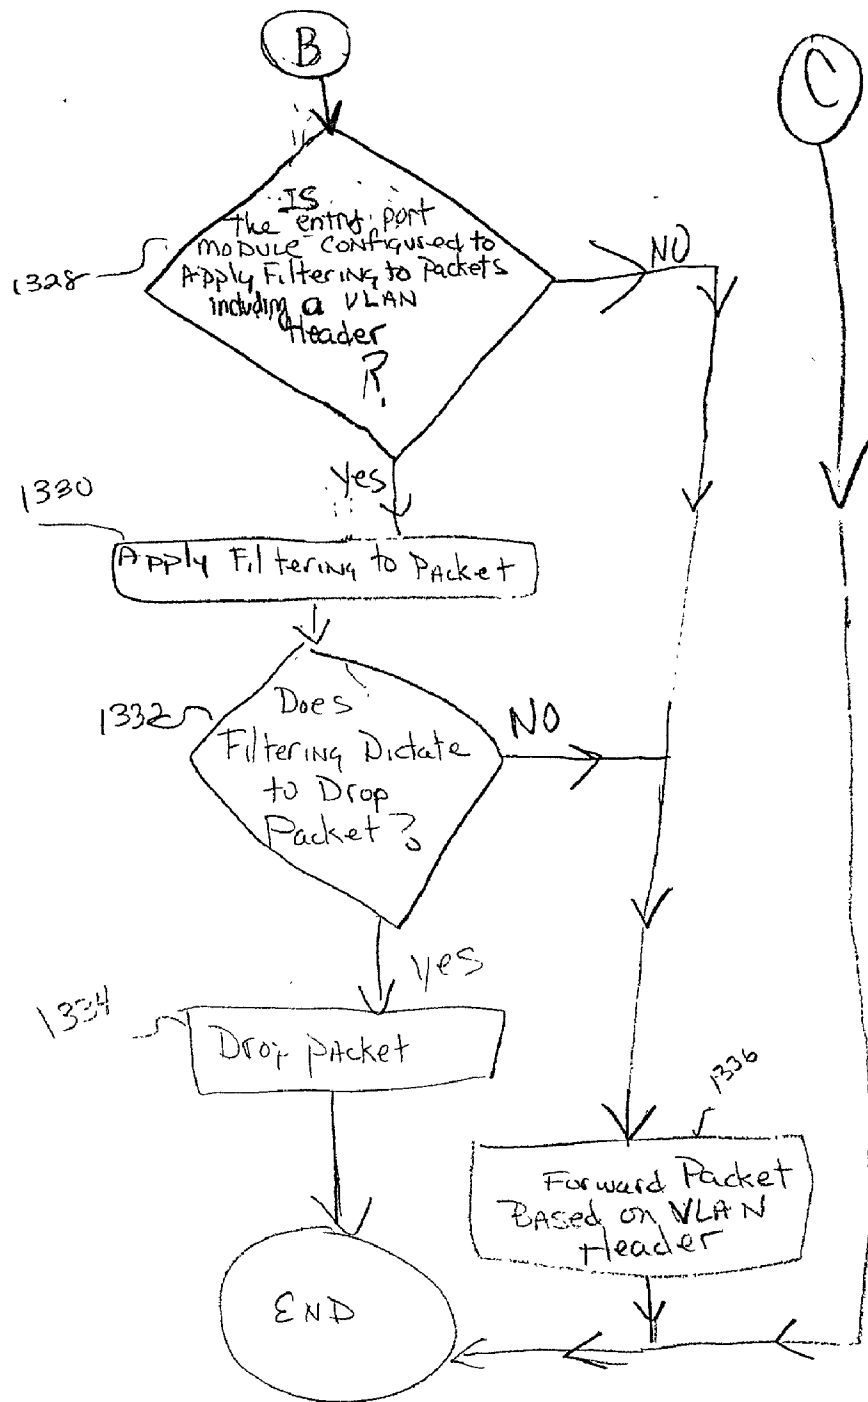 B
C
IS
The entry port
Module Configured to
Apply Filtering to Packets
including a VLAN
Header
?
1328
NO
Yes
1330
Apply Filtering to Packet
1332
Does
Filtering Dictate
to Drop
Packet?
NO
Yes
1334
Drop Packet
1336
Forward Packet
Based on VLAN
Header
END